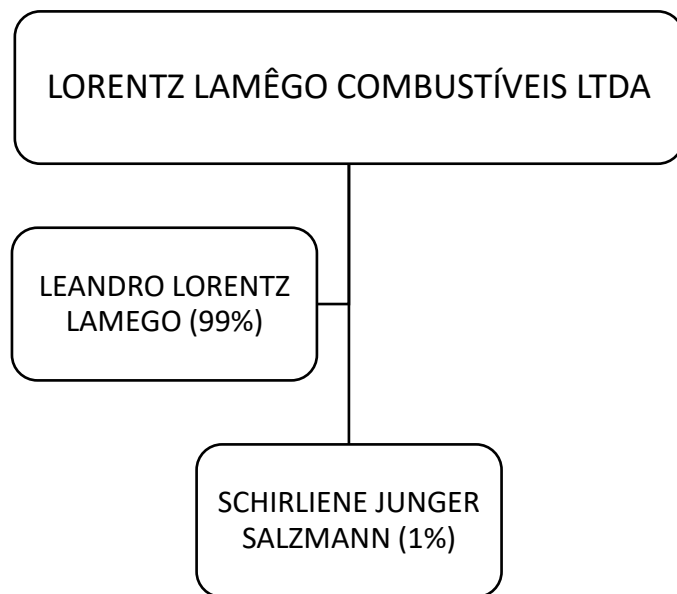 LORENTZ LAMÊGO COMBUSTÍVEIS LTDA
LEANDRO LORENTZ
LAMEGO (99%)
SCHIRLIENE JUNGER
SALZMANN (1%)